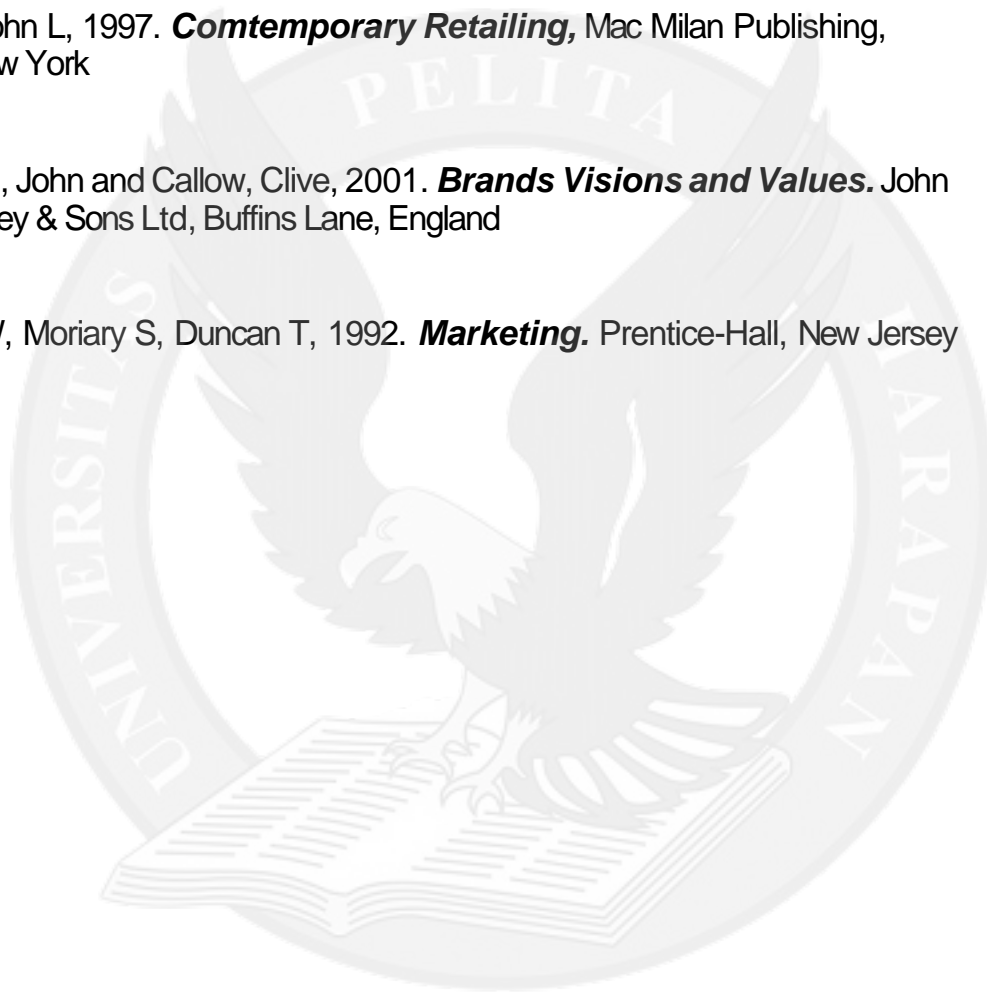 ohn L, 1997. Comtemporary Retailing, Mac Milan Publishing,
w York
, John and Callow, Clive, 2001. Brands Visions and Values. John
ey & Sons Ltd, Buffins Lane, England
, Moriary S, Duncan T, 1992. Marketing. Prentice-Hall, New Jersey
UNIVERSITAS PELITA HARAPAN